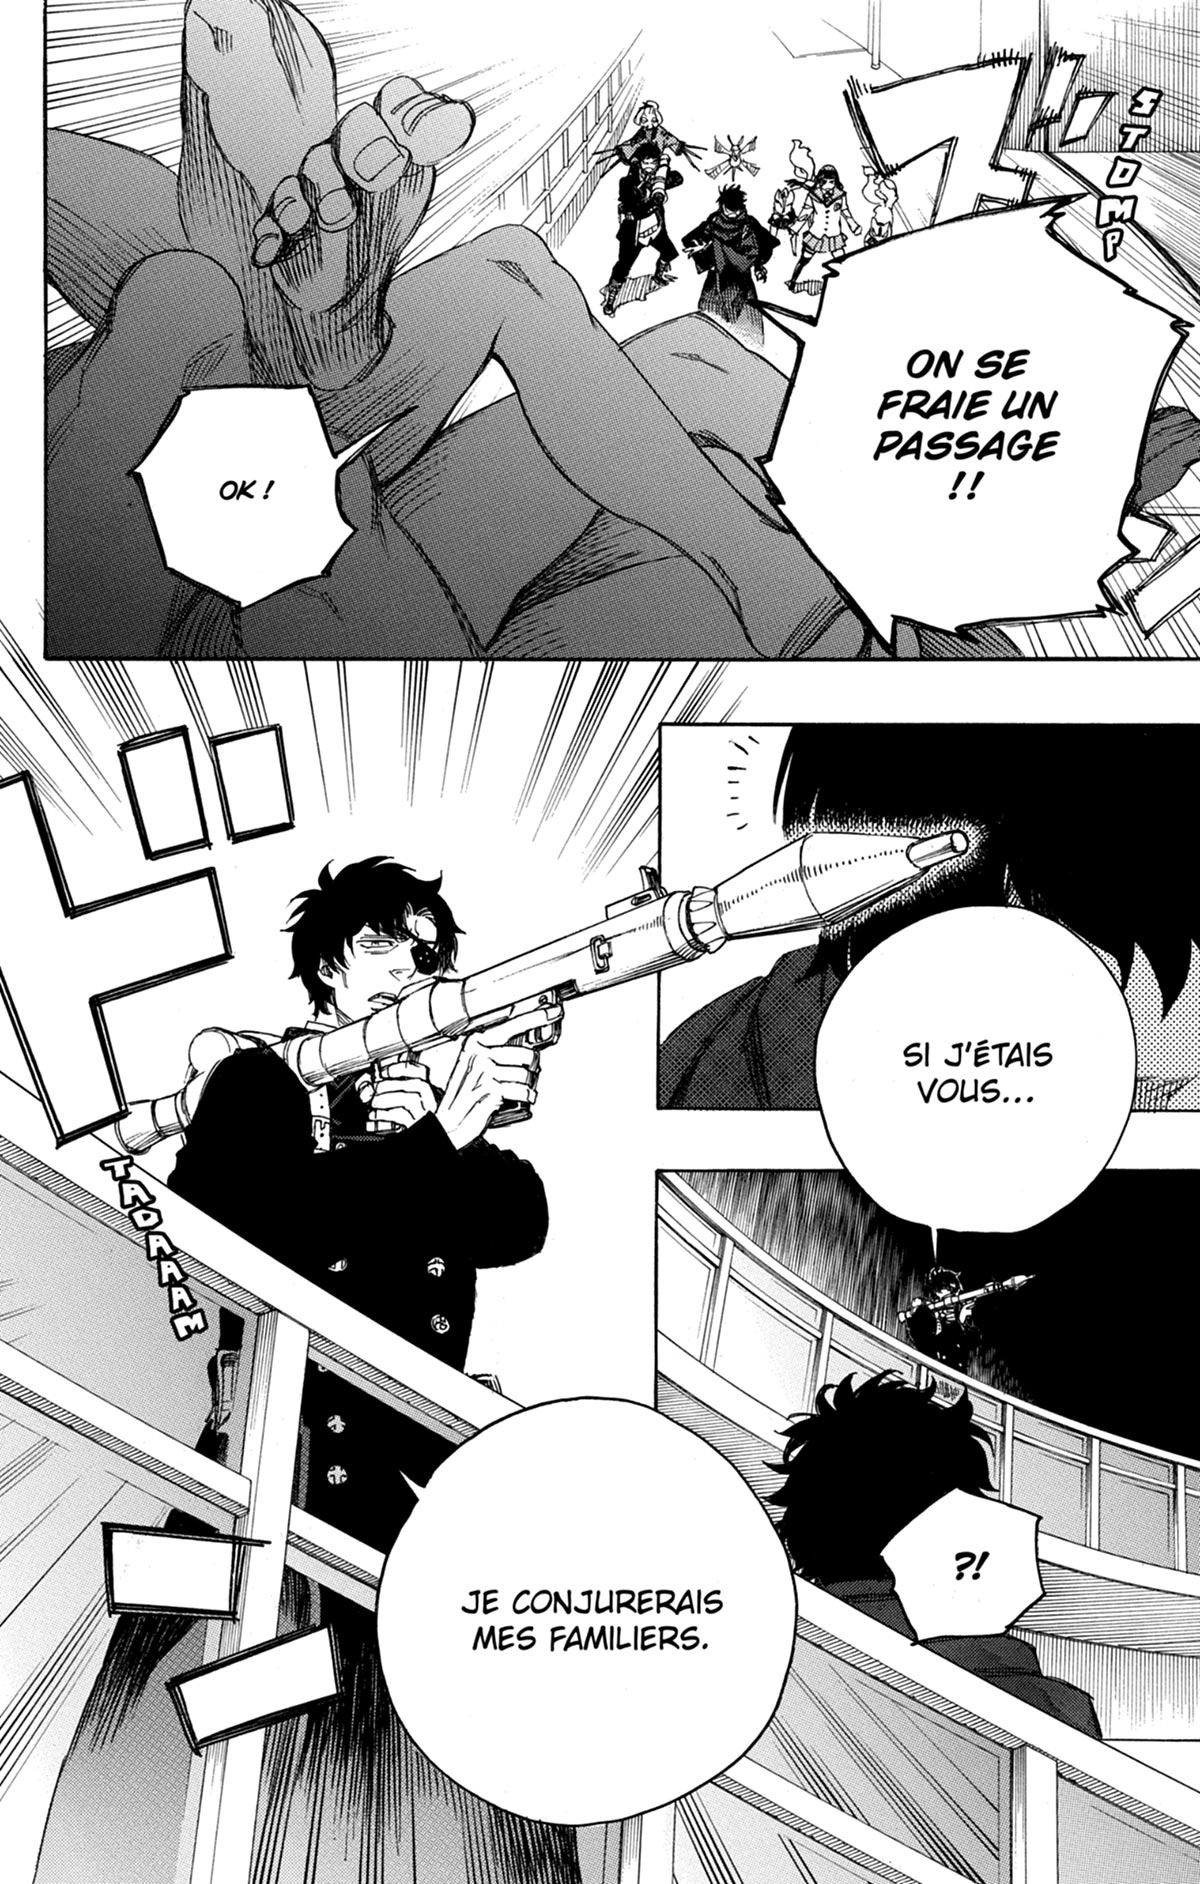 STOMP
ON SE
FRAIE UN
PASSAGE
!!
OK !
SI J'ÉTAIS
VOUS...
?!
TADAAAM
JE CONJURERAIS
MES FAMILIERS.